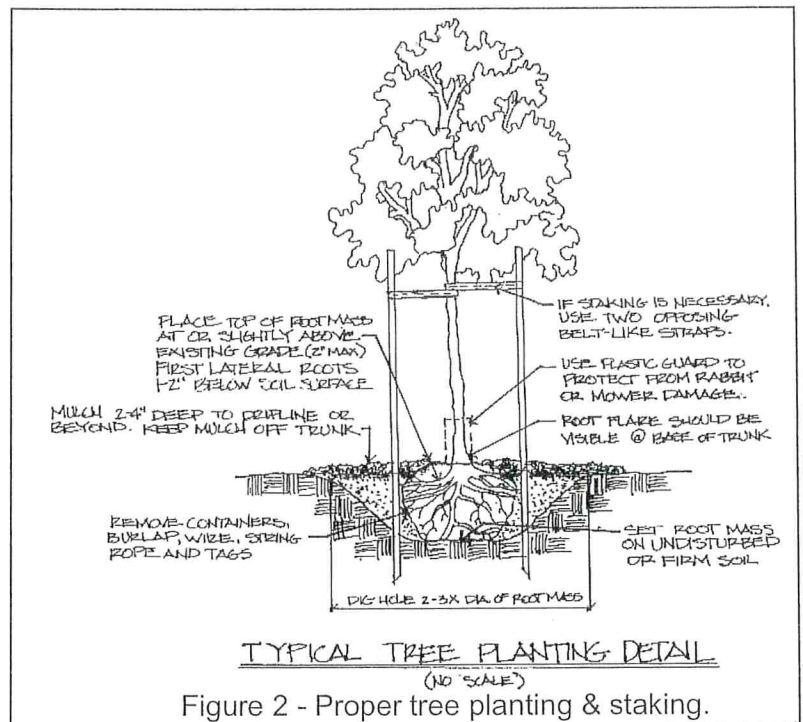 PLACE TOP OF ROOT MASS
AT OR SLIGHTLY ABOVE
EXISTING GRADE (2" MAX)
FIRST LATERAL ROOTS
1-2" BELOW SOIL SURFACE
MULCH 2-4" DEEP TO DRIPLINE OR
BEYOND. KEEP MULCH OFF TRUNK
REMOVE CONTAINERS,
BURLAP, WIRE, STRING
ROPE AND TAGS
IF STAKING IS NECESSARY,
USE TWO OPPOSING
BELT-LIKE STRAPS.
USE PLASTIC GUARD TO
PROTECT FROM RABBIT
OR MOWER DAMAGE.
ROOT FLARE SHOULD BE
VISIBLE @ BASE OF TRUNK
SET ROOT MASS
ON UNDISTURBED
OR FIRM SOIL
DIG HOLE 2-3X DIA. OF ROOT MASS
TYPICAL TREE PLANTING DETAIL
(NO SCALE)
Figure 2 - Proper tree planting & staking.